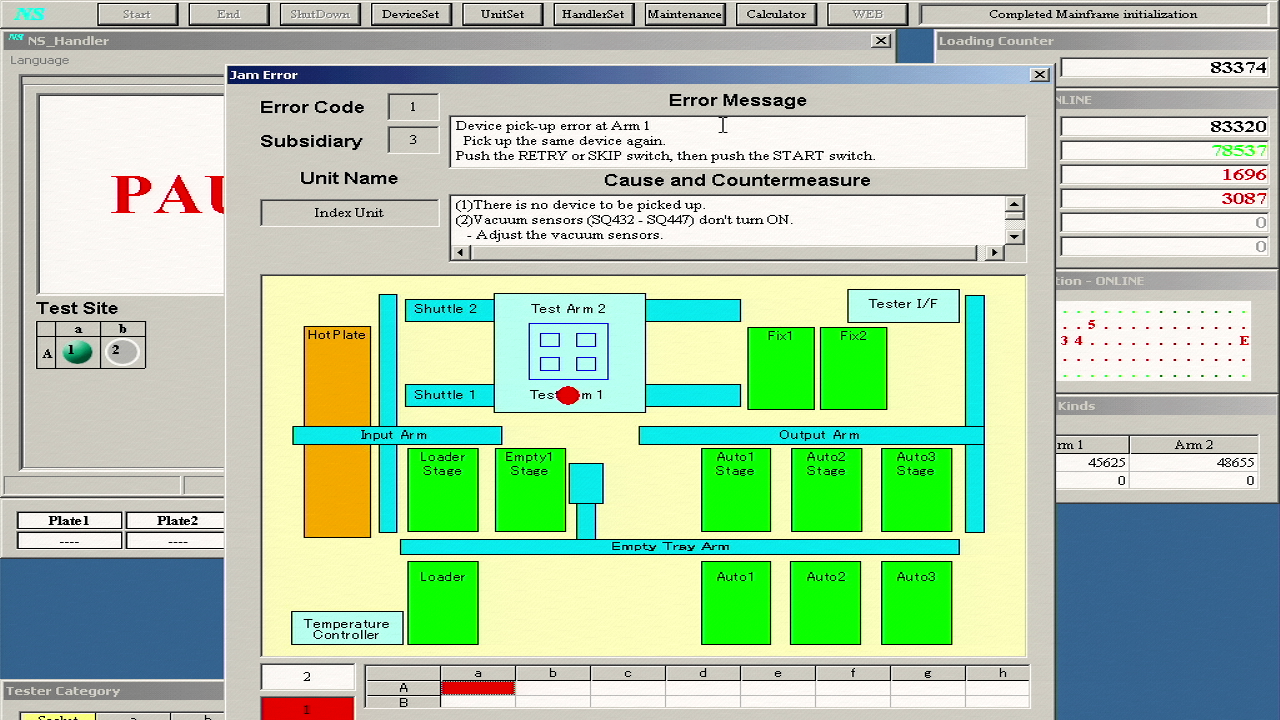 NS
Start
End
ShutDown
DeviceSet
UnitSet
HandlerSet
Maintenance
Calculator
WEB
Completed Mainframe initialization
NS NS_Handler
Language
Loading Counter
83374
NLINE
83320
78537
1696
3087
0
0
tion - ONLINE
5
3 4
E
Kinds
rm 1
Arm 2
45625
48655
0
0
PAU
Test Site
a b
A 1 2
Plate1
Plate2
----
----
Tester Category
Socket
a
b
Jam Error
Error Code
1
Subsidiary
3
Unit Name
Index Unit
Error Message
Device pick-up error at Arm 1
Pick up the same device again.
Push the RETRY or SKIP switch, then push the START switch.
Cause and Countermeasure
(1)There is no device to be picked up.
(2)Vacuum sensors (SQ432 - SQ447) don't turn ON.
- Adjust the vacuum sensors.
Shuttle 2
Test Arm 2
Tester I/F
HotPlate
Fix1
Fix2
Shuttle 1
Input Arm
Output Arm
Loader
Stage
Empty1
Stage
Auto1
Stage
Auto2
Stage
Auto3
Stage
Empty Tray Arm
Loader
Auto1
Auto2
Auto3
Temperature
Controller
2
1
a b c d e f g h
A
B